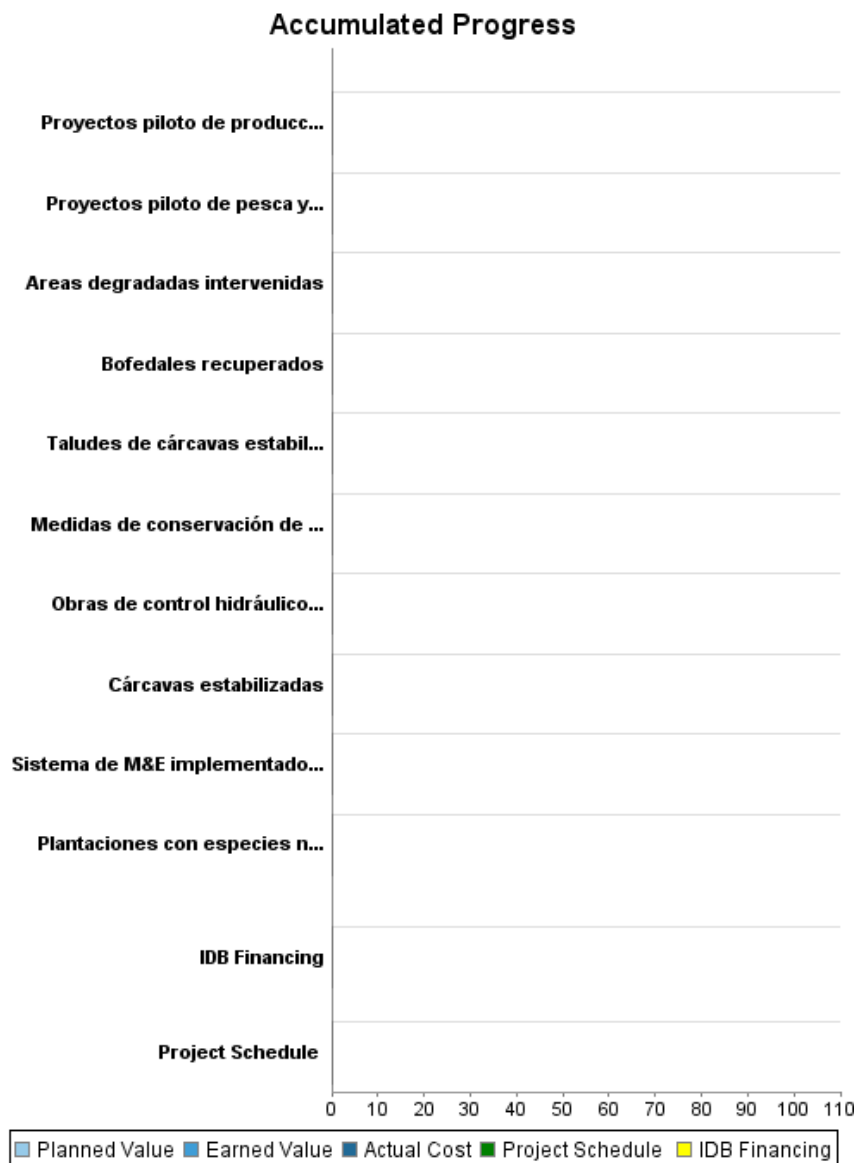 Accumulated Progress
Proyectos piloto de producc...
Proyectos piloto de pesca y...
Areas degradadas intervenidas
Bofedales recuperados
Taludes de cárcavas estabil...
Medidas de conservación de ...
Obras de control hidráulico...
Cárcavas estabilizadas
Sistema de M&E implementado...
Plantaciones con especies n...
IDB Financing
Project Schedule
0 10 20 30 40 50 60 70 80 90 100 110
Planned Value Earned Value Actual Cost Project Schedule IDB Financing